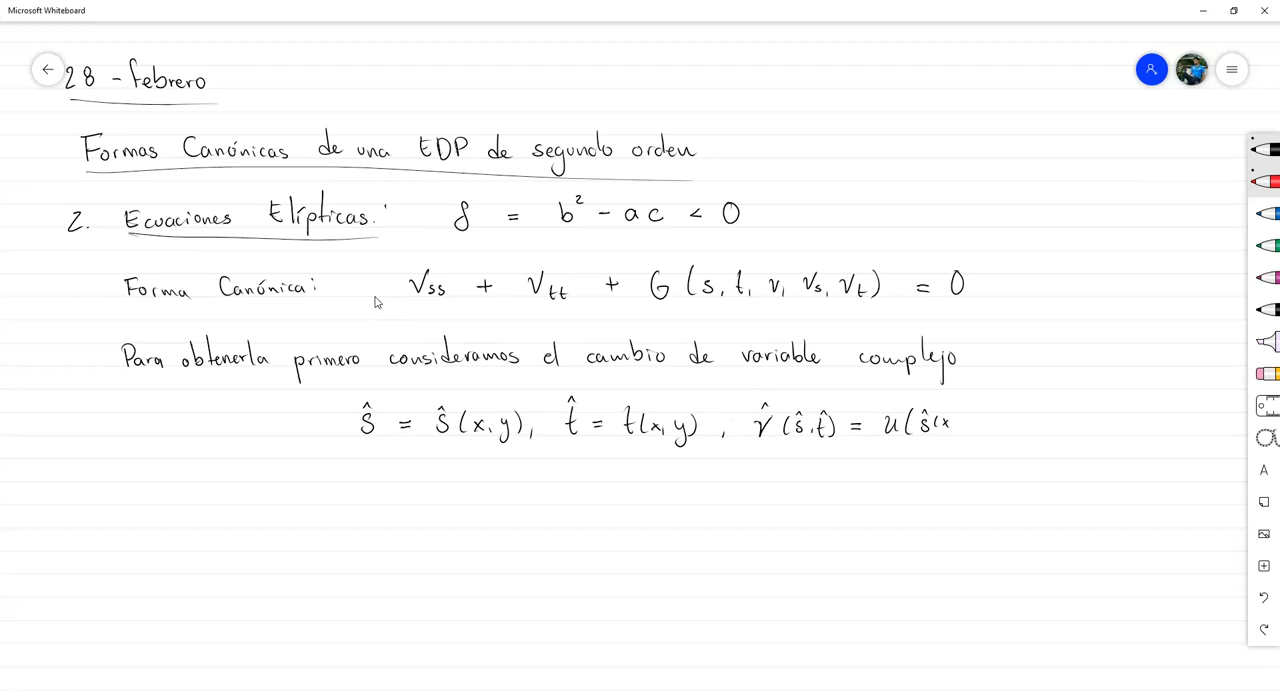 Microsoft Whiteboard
28 - febrero
Formas Canónicas de una EDP de segundo orden
2. Ecuaciones Elípticas: δ = b² - ac < 0
Forma Canónica: Vss + Vtt + G (s, t, v, Vs, Vt) = 0
Para obtenerla primero consideramos el cambio de variable complejo
ŝ = ŝ(x,y), t̂ = t(x,y), v̂(ŝ,t̂) = u(ŝ(x
A